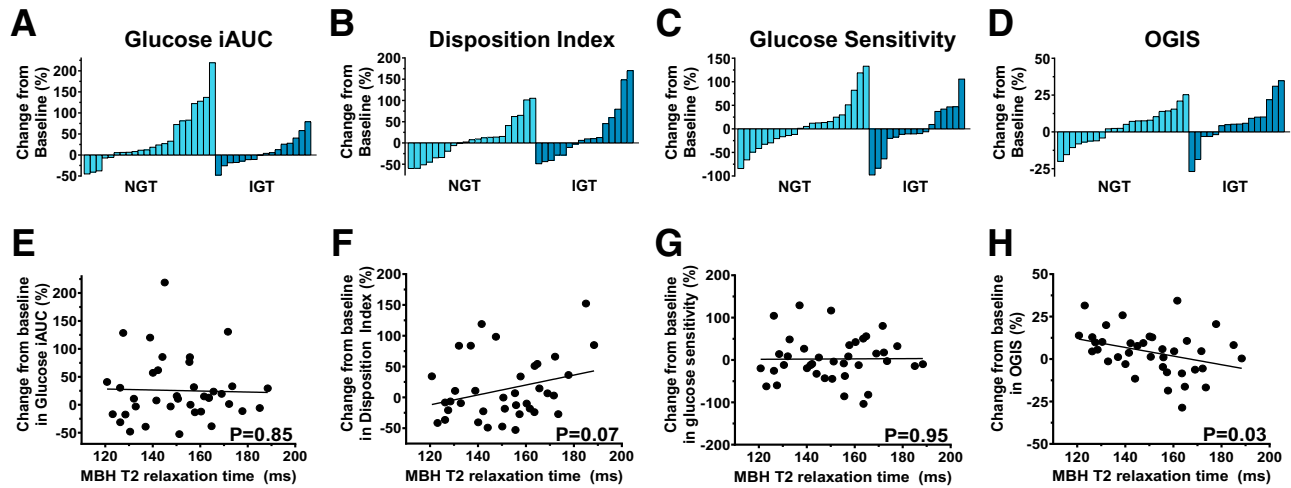 A
Glucose iAUC
Change from
Baseline (%)
200
150
100
50
0
-50
NGT
IGT
B
Disposition Index
Change from
Baseline (%)
200
150
100
50
0
-50
NGT
IGT
C
Glucose Sensitivity
Change from
Baseline (%)
150
100
50
0
-50
-100
NGT
IGT
D
OGIS
Change from
Baseline (%)
50
25
0
-25
NGT
IGT
E
Change from baseline
in Glucose iAUC (%)
200
150
100
50
0
-50
P=0.85
120 140 160 180 200
MBH T2 relaxation time (ms)
F
Change from baseline
in Disposition Index (%)
200
150
100
50
0
-50
P=0.07
120 140 160 180 200
MBH T2 relaxation time (ms)
G
Change from baseline
in glucose sensitivity (%)
200
100
0
-100
-200
P=0.95
120 140 160 180 200
MBH T2 relaxation time (ms)
H
Change from baseline
in OGIS (%)
50
25
0
-25
-50
P=0.03
120 140 160 180 200
MBH T2 relaxation time (ms)